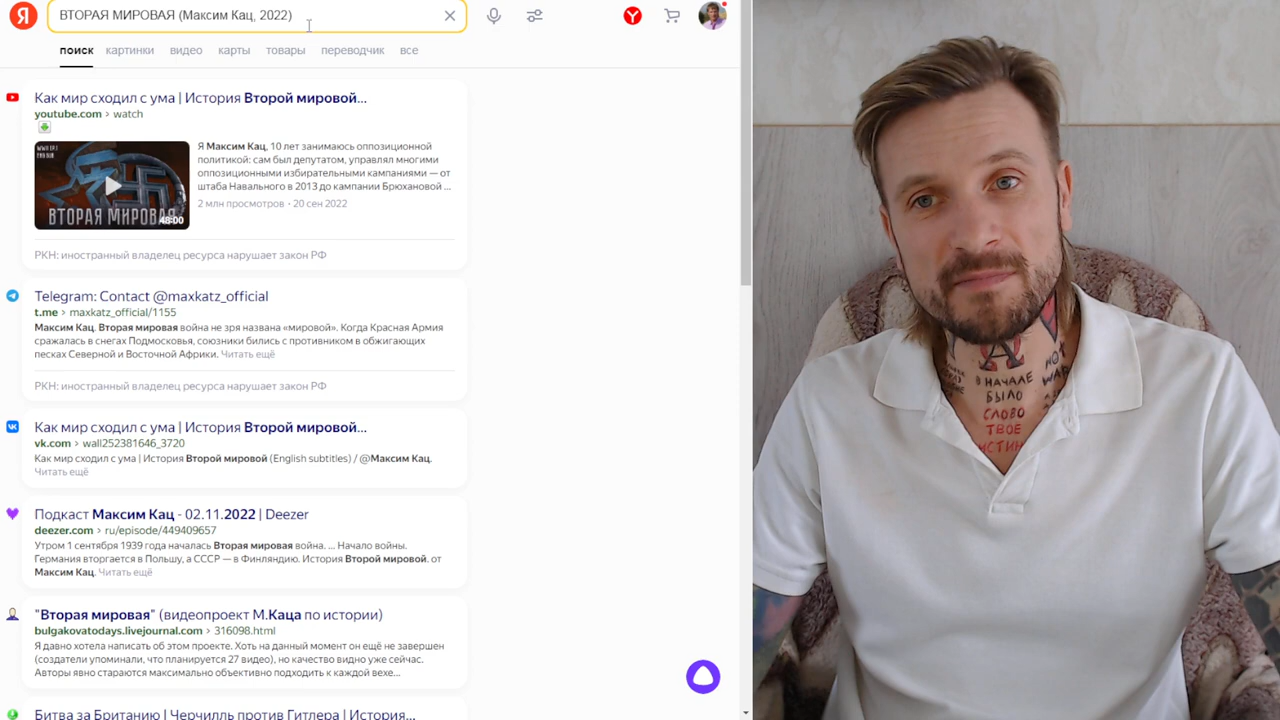 Я
ВТОРАЯ МИРОВАЯ (Максим Кац, 2022)
Y
поиск картинки видео карты товары переводчик все
Как мир сходил с ума | История Второй мировой...
youtube.com › watch
ВТОРАЯ МИРОВАЯ
48:00
Я Максим Кац, 10 лет занимаюсь оппозиционной
политикой: сам был депутатом, управлял многими
оппозиционными избирательными кампаниями — от
штаба Навального в 2013 до кампании Брюхановой ...
2 млн просмотров · 20 сен 2022
РКН: иностранный владелец ресурса нарушает закон РФ
Telegram: Contact @maxkatz_official
t.me › maxkatz_official/1155
Максим Кац. Вторая мировая война не зря названа «мировой». Когда Красная Армия
сражалась в снегах Подмосковья, союзники бились с противником в обжигающих
песках Северной и Восточной Африки. Читать ещё
РКН: иностранный владелец ресурса нарушает закон РФ
Как мир сходил с ума | История Второй мировой...
vk.com › wall252381646_3720
Как мир сходил с ума | История Второй мировой (English subtitles) / @Максим Кац.
Читать ещё
Подкаст Максим Кац - 02.11.2022 | Deezer
deezer.com › ru/episode/449409657
Утром 1 сентября 1939 года началась Вторая мировая война. ... Начало войны.
Германия вторгается в Польшу, а СССР — в Финляндию. История Второй мировой. от
Максим Кац. Читать ещё
"Вторая мировая" (видеопроект М.Каца по истории)
bulgakovatodays.livejournal.com › 316098.html
Я давно хотела написать об этом проекте. Хоть на данный момент он ещё не завершен
(создатели упоминали, что планируется 27 видео), но качество видно уже сейчас.
Авторы явно стараются максимально объективно подходить к каждой вехе...
Битва за Британию | Черчилль против Гитлера | История...
А
В НАЧАЛЕ
БЫЛО
СЛОВО
ТВОЕ
ИСТИН
NOT
WAR